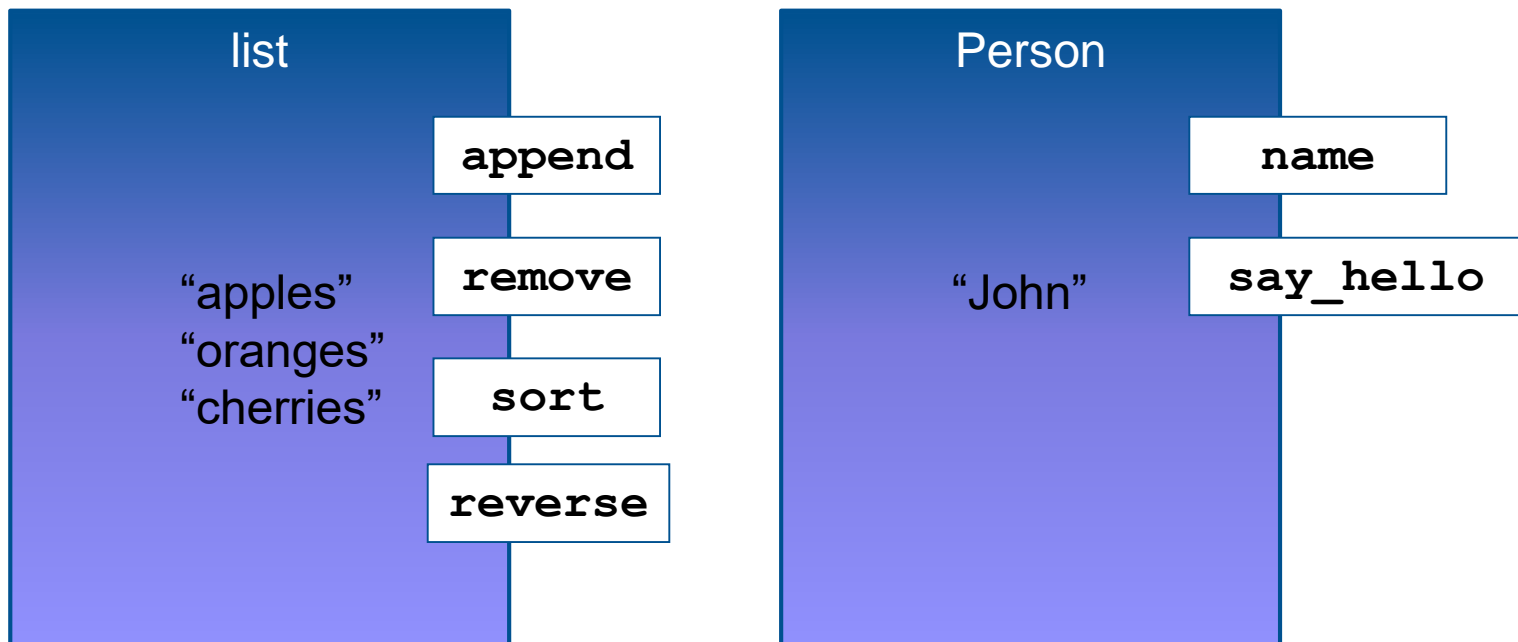 list
append
remove
“apples”
“oranges”
“cherries”
sort
reverse
Person
name
say_hello
“John”